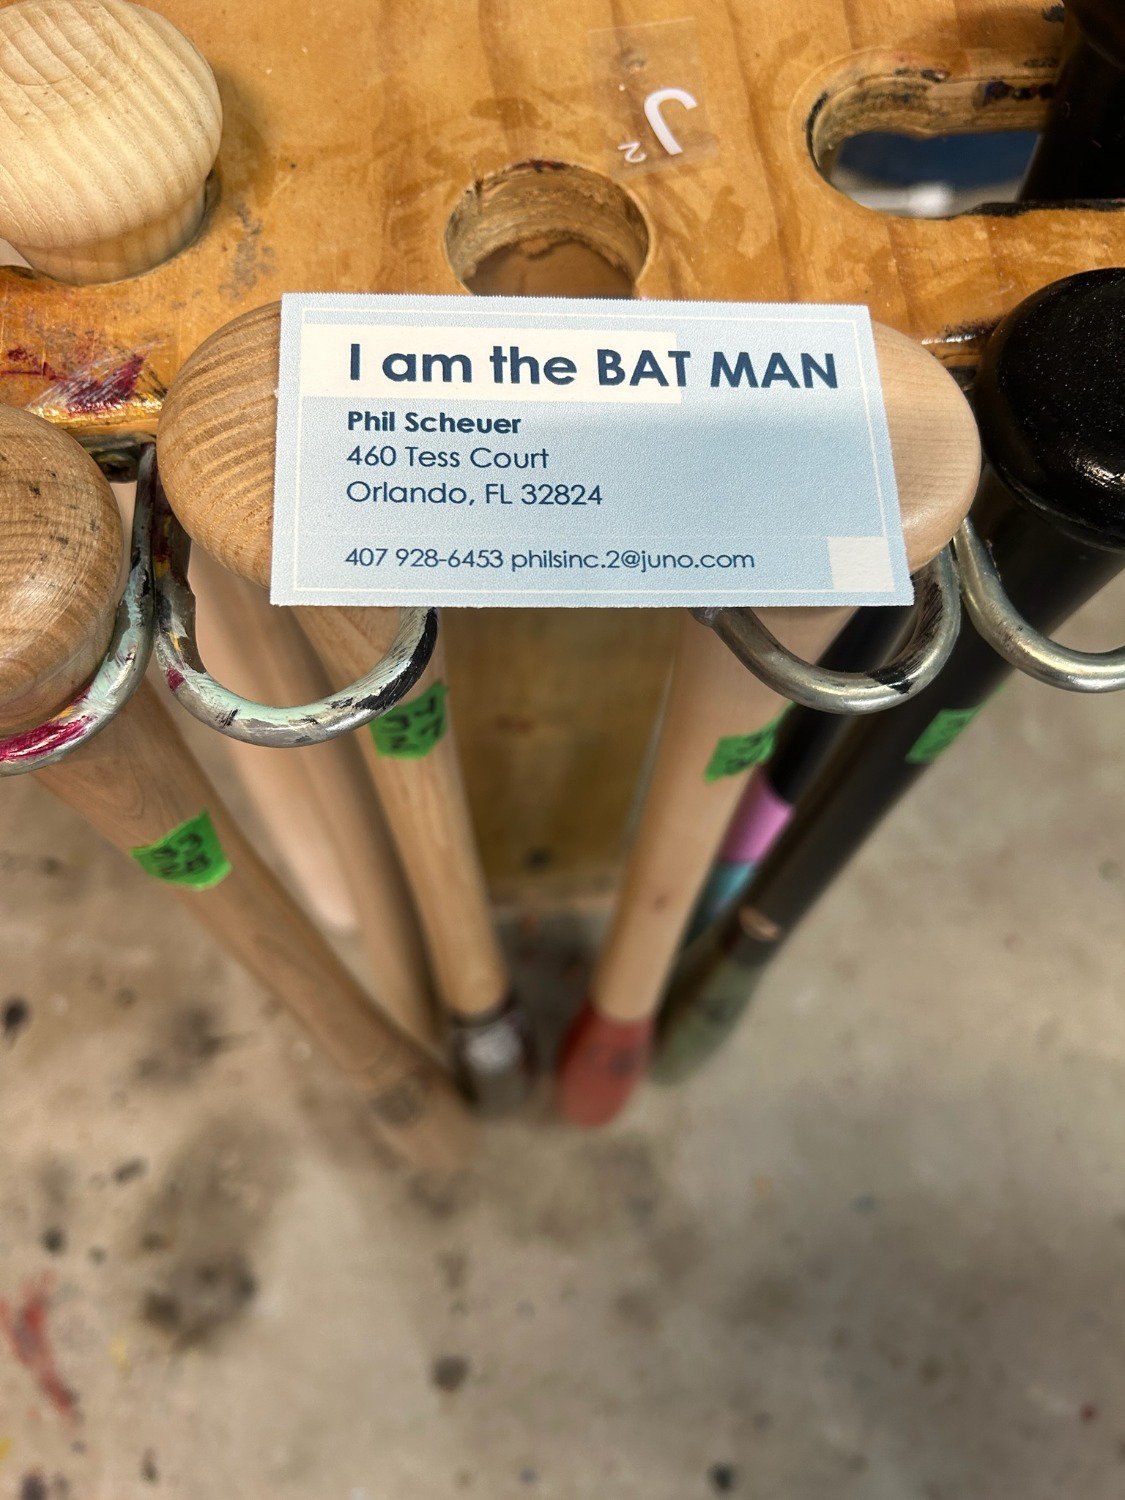 J
2
I am the BAT MAN
Phil Scheuer
460 Tess Court
Orlando, FL 32824
407 928-6453 philsinc.2@juno.com